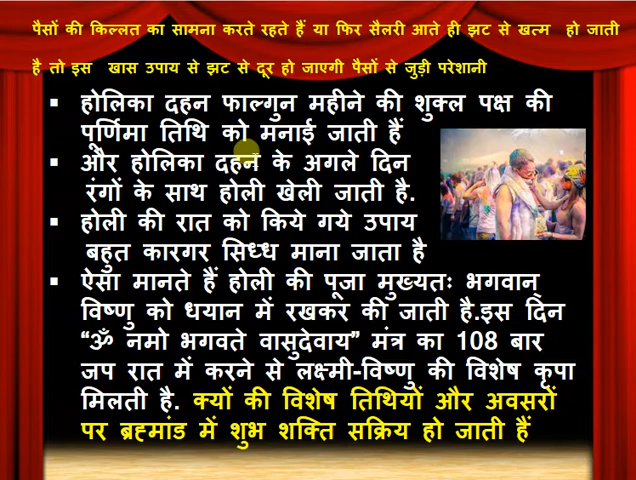 पैसों की किल्लत का सामना करते रहते हैं या फिर सैलरी आते ही झट से खत्म हो जाती
है तो इस खास उपाय से झट से दूर हो जाएगी पैसों से जुड़ी परेशानी
▪ होलिका दहन फाल्गुन महीने की शुक्ल पक्ष की
पूर्णिमा तिथि को मनाई जाती हैं
▪ और होलिका दहन के अगले दिन
रंगों के साथ होली खेली जाती है.
▪ होली की रात को किये गये उपाय
बहुत कारगर सिध्ध माना जाता है
▪ ऐसा मानते हैं होली की पूजा मुख्यतः भगवान्
विष्णु को धयान में रखकर की जाती है.इस दिन
“ॐ नमो भगवते वासुदेवाय” मंत्र का 108 बार
जप रात में करने से लक्ष्मी-विष्णु की विशेष कृपा
मिलती है. क्यों की विशेष तिथियों और अवसरों
पर ब्रह्मांड में शुभ शक्ति सक्रिय हो जाती हैं